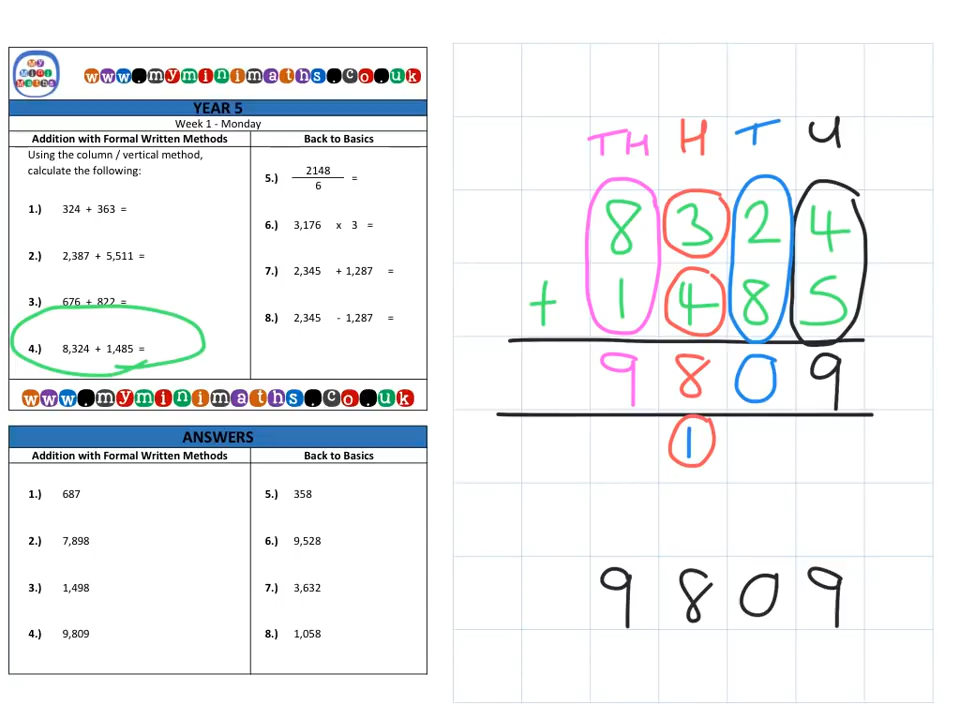 My Mini Maths
www.myminimaths.co.uk
YEAR 5
Week 1 - Monday
Addition with Formal Written Methods
Back to Basics
Using the column / vertical method,
calculate the following:
1.) 324 + 363 =
2.) 2,387 + 5,511 =
3.) 676 + 822 =
4.) 8,324 + 1,485 =
5.) 2148
6 =
6.) 3,176 x 3 =
7.) 2,345 + 1,287 =
8.) 2,345 - 1,287 =
www.myminimaths.co.uk
ANSWERS
Addition with Formal Written Methods
Back to Basics
1.) 687
2.) 7,898
3.) 1,498
4.) 9,809
5.) 358
6.) 9,528
7.) 3,632
8.) 1,058
TH H T U
8 3 2 4
+ 1 4 8 5
9 8 0 9
1
9 8 0 9